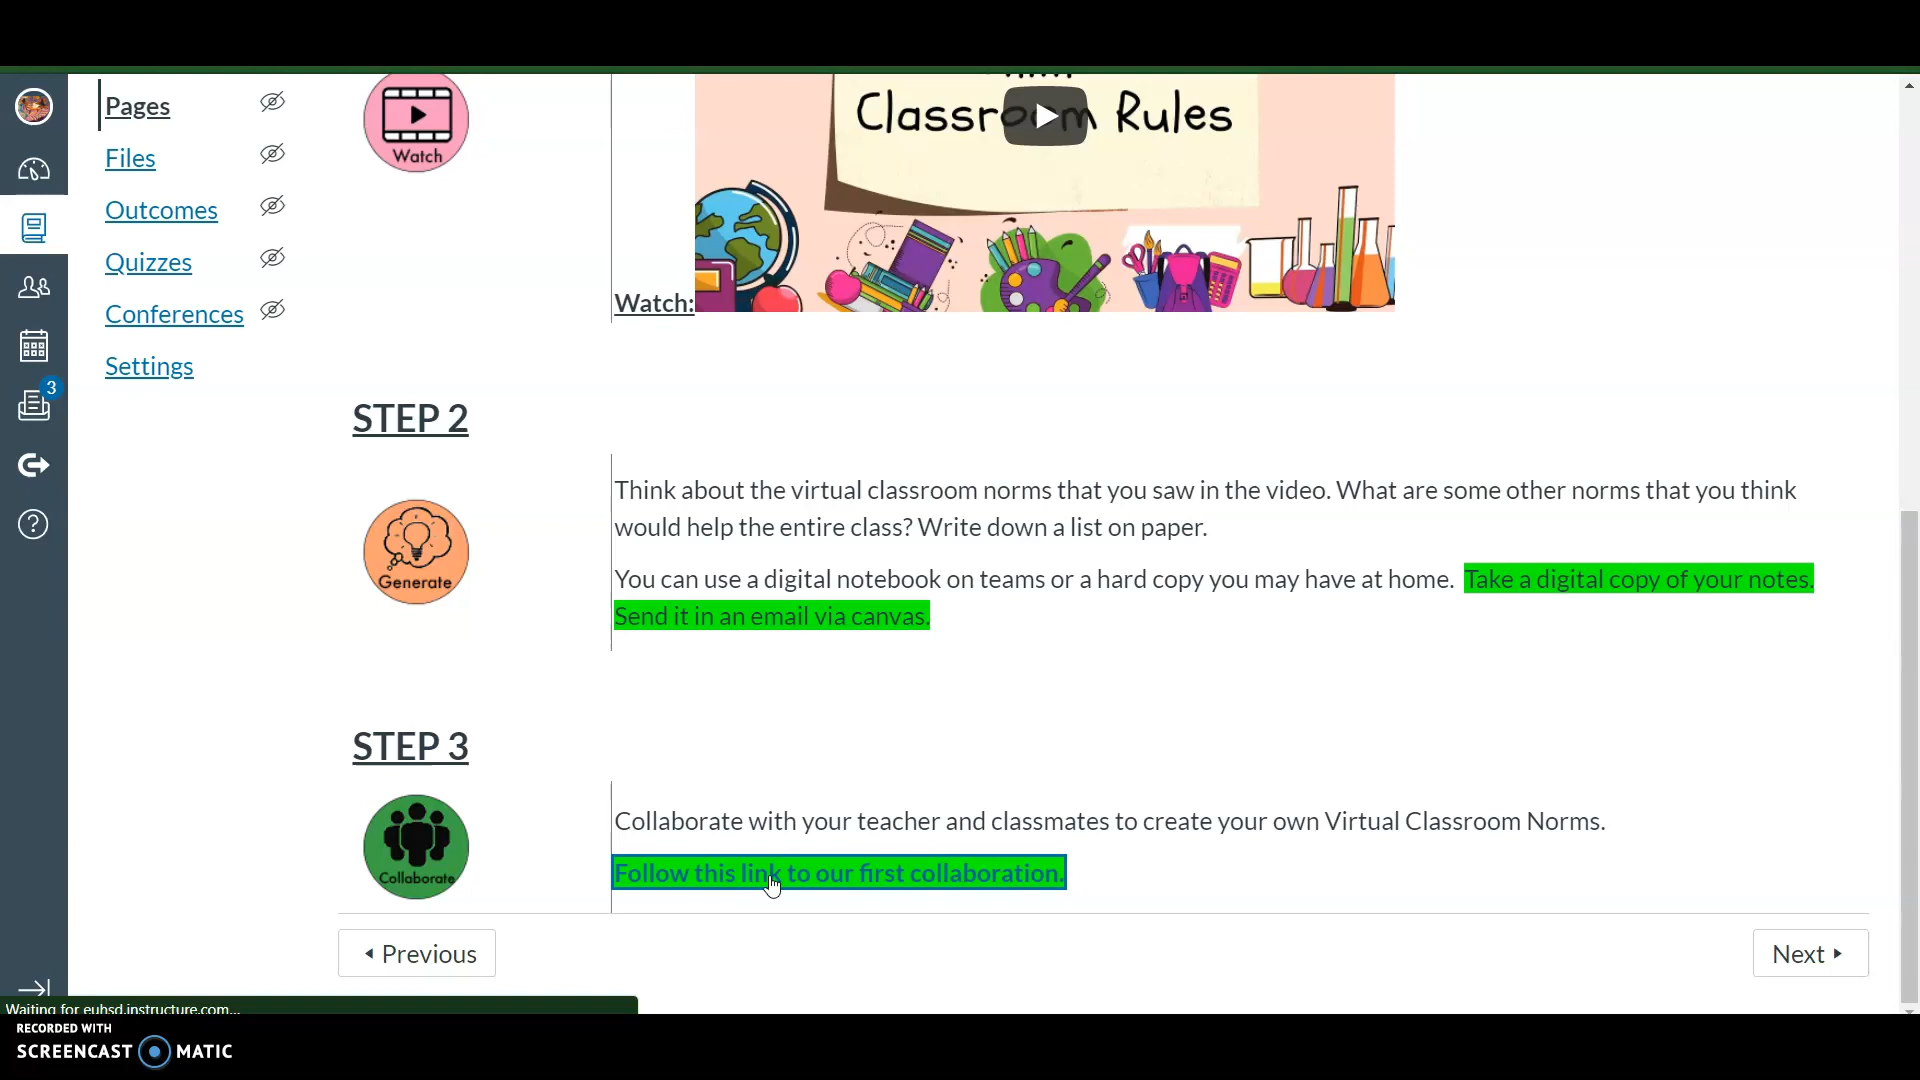 Pages
Files
Outcomes
Quizzes
Conferences
Settings
3
Watch
Classroom Rules
Watch:
STEP 2
Generate
Think about the virtual classroom norms that you saw in the video. What are some other norms that you think
would help the entire class? Write down a list on paper.
You can use a digital notebook on teams or a hard copy you may have at home. Take a digital copy of your notes.
Send it in an email via canvas.
STEP 3
Collaborate
Collaborate with your teacher and classmates to create your own Virtual Classroom Norms.
Follow this link to our first collaboration.
Previous
Next
Waiting for euhsd.instructure.com...
RECORDED WITH
SCREENCAST MATIC